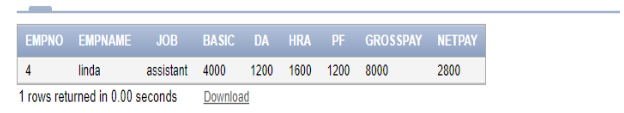 EMPNO EMPNAME JOB BASIC DA HRA PF GROSSPAY NETPAY
4 linda assistant 4000 1200 1600 1200 8000 2800
1 rows returned in 0.00 seconds Download